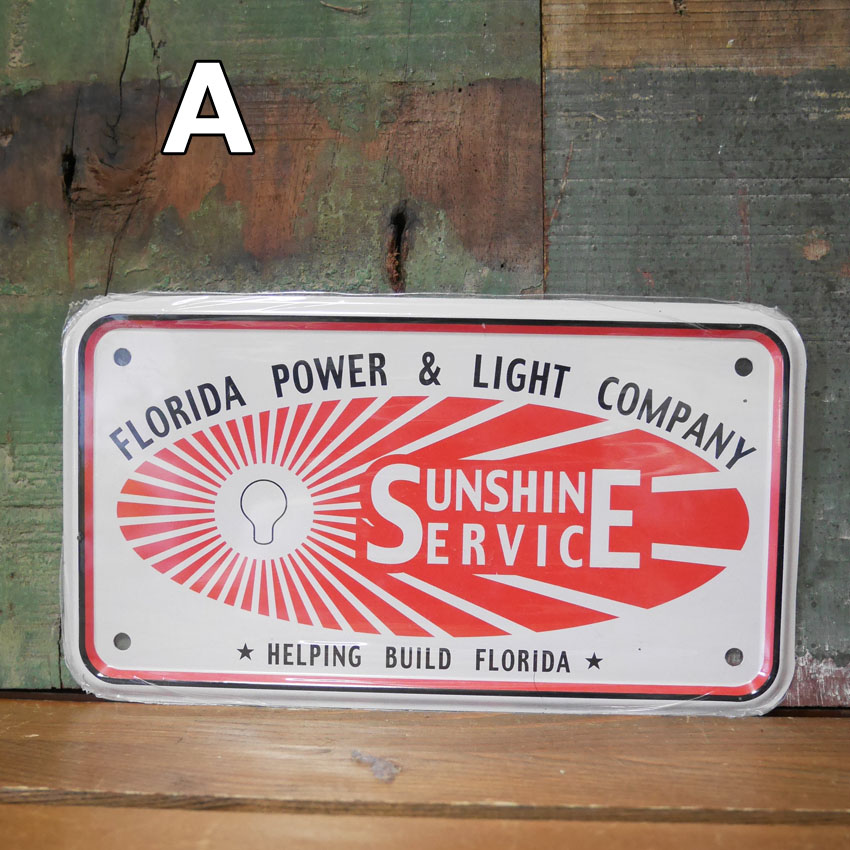 A
FLORIDA POWER & LIGHT COMPANY
SUNSHINE
SERVICE
★ HELPING BUILD FLORiDA ★